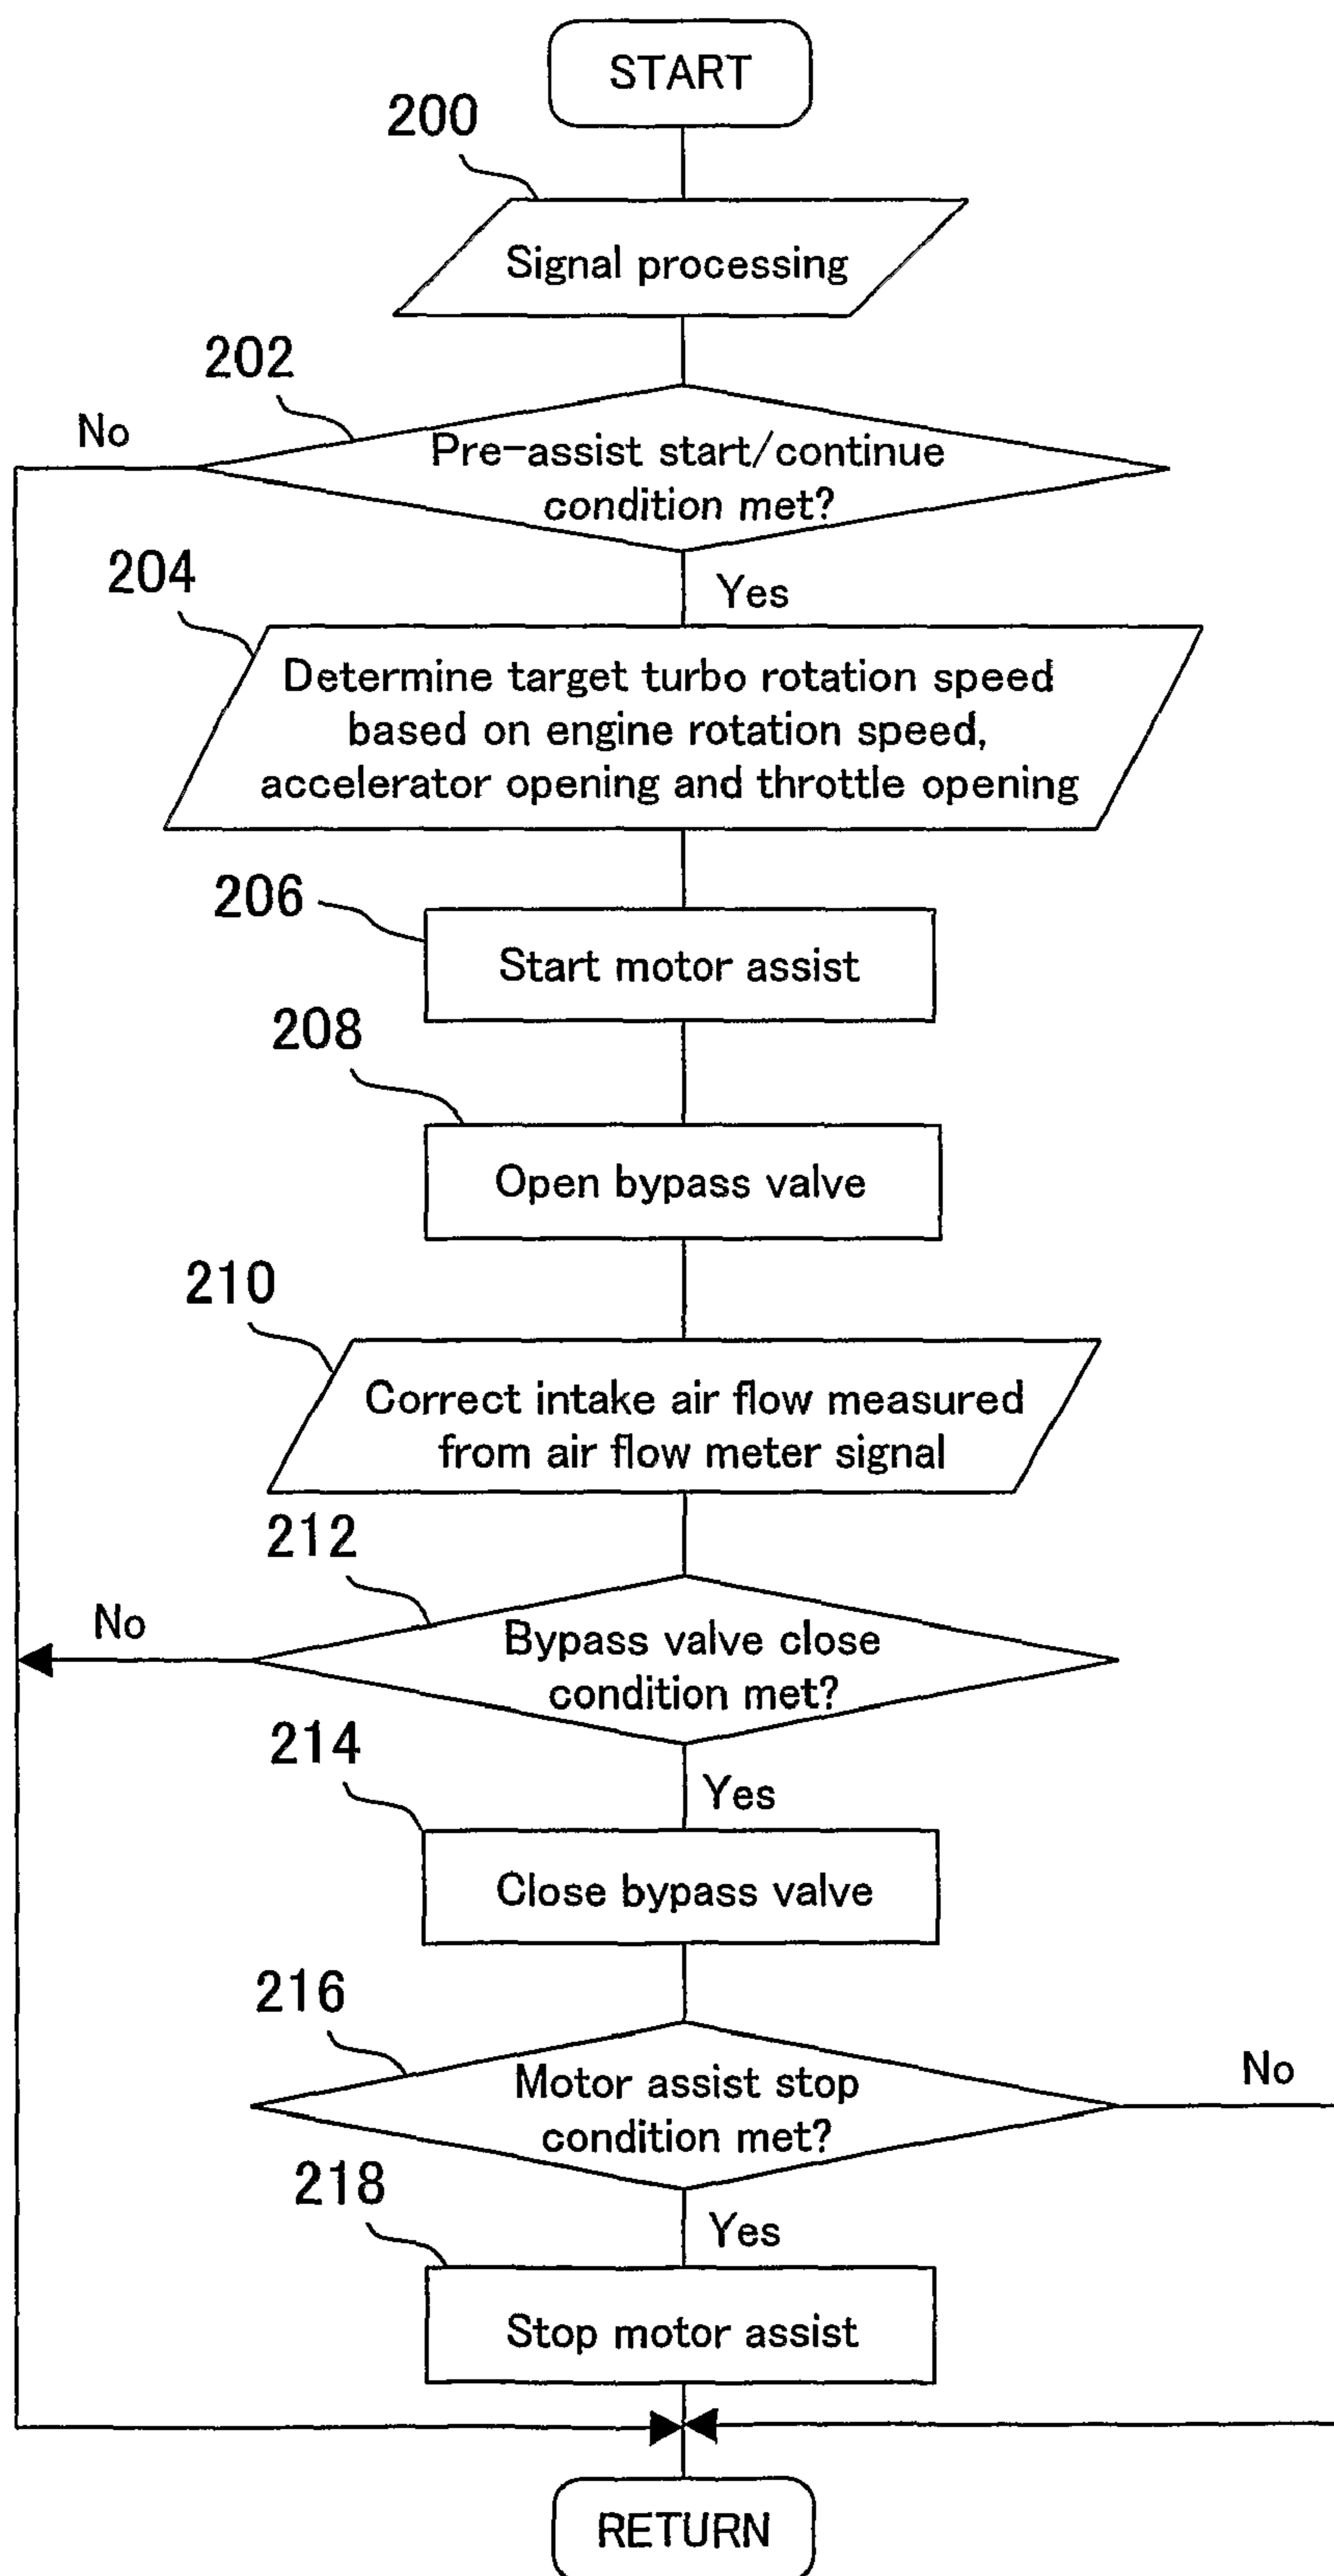 START
200
Signal processing
202
No
Pre-assist start/continue
condition met?
204
Yes
Determine target turbo rotation speed
based on engine rotation speed,
accelerator opening and throttle opening
206
Start motor assist
208
Open bypass valve
210
Correct intake air flow measured
from air flow meter signal
212
No
Bypass valve close
condition met?
214
Yes
Close bypass valve
216
Motor assist stop
condition met?
No
218
Yes
Stop motor assist
RETURN